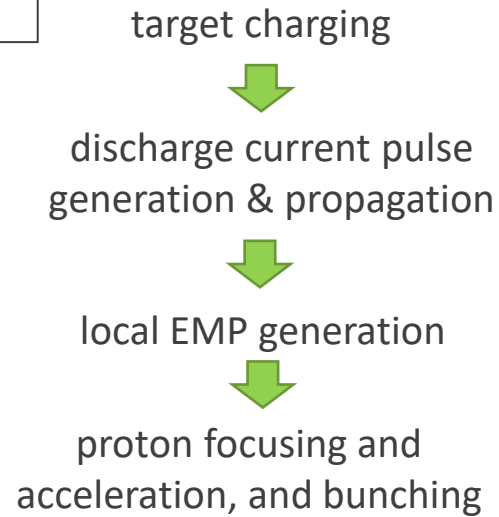 target charging
discharge current pulse
generation & propagation
local EMP generation
proton focusing and
acceleration, and bunching